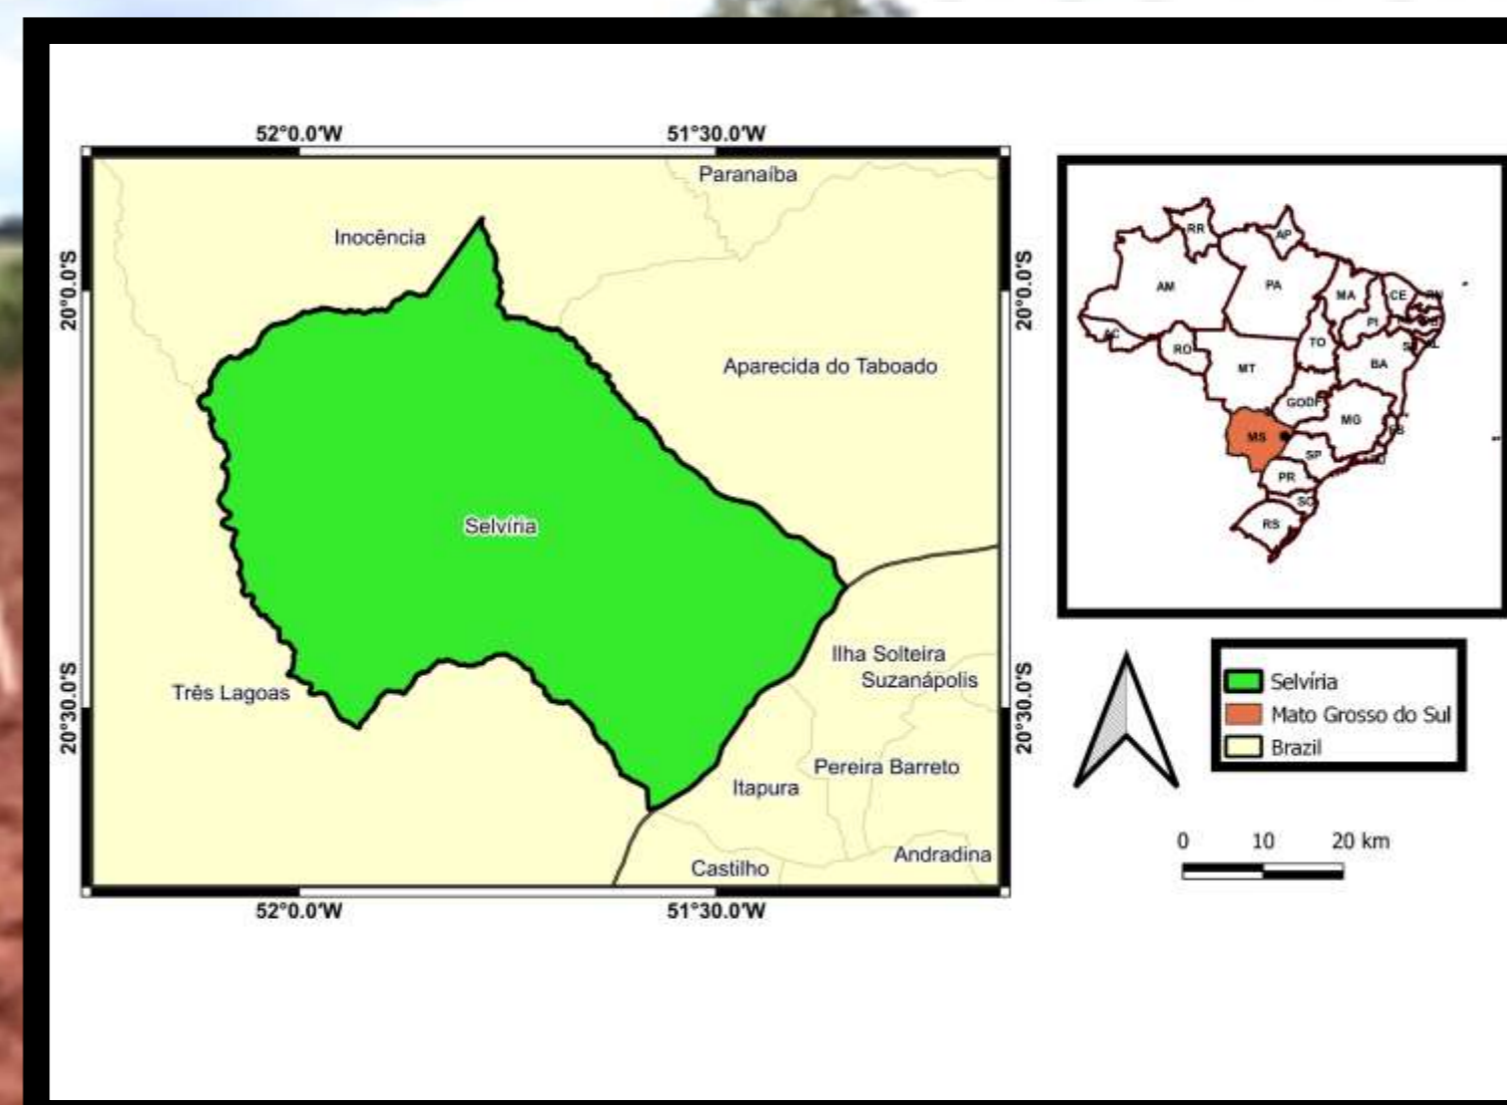 52°0.0'W 51°30.0'W
Paranaíba
Inocência
20°0.0'S
20°0.0'S
Aparecida do Taboado
Selvíria
Ilha Solteira
Suzanápolis
Três Lagoas
20°30.0'S
20°30.0'S
Pereira Barreto
Itapura
Andradina
Castilho
52°0.0'W 51°30.0'W
RR
AP
AM
PA
MA
CE
PI
AC
RO
TO
BA
MT
GO
DF
MG
MS
SP
PR
SC
RS
Selvíria
Mato Grosso do Sul
Brazil
0 10 20 km